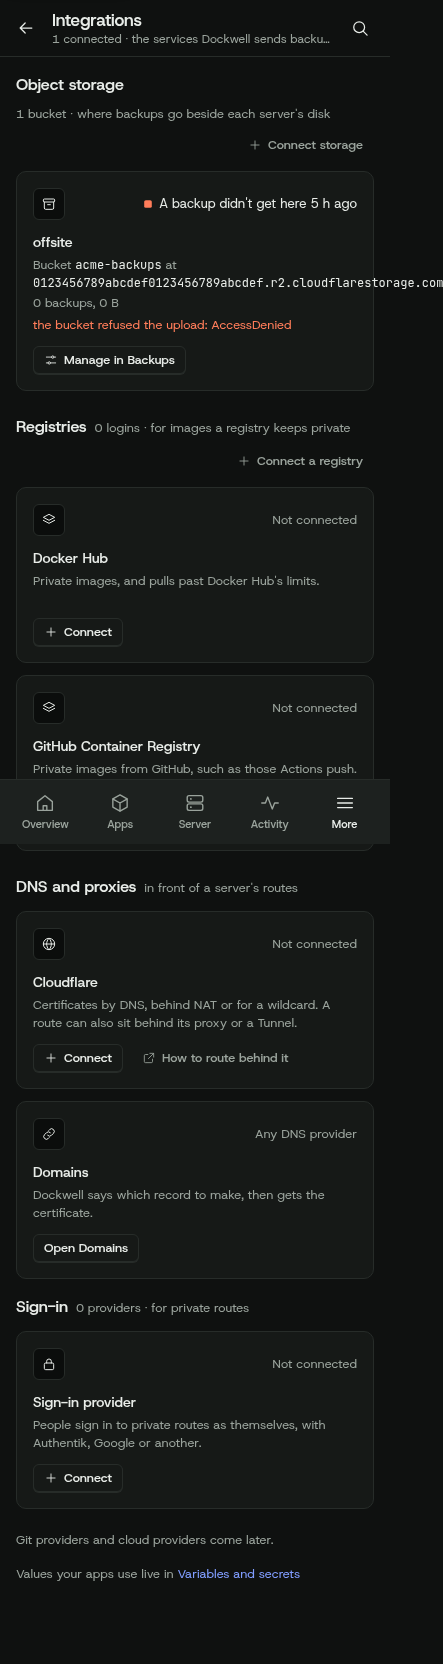 Integrations
1 connected · the services Dockwell sends backu...
Object storage
1 bucket · where backups go beside each server's disk
Connect storage
A backup didn't get here 5 h ago
offsite
Bucket acme-backups at
0123456789abcdef0123456789abcdef.r2.cloudflarestorage.com
0 backups, 0 B
the bucket refused the upload: AccessDenied
Manage in Backups
Registries 0 logins · for images a registry keeps private
Connect a registry
Not connected
Docker Hub
Private images, and pulls past Docker Hub's limits.
Connect
Not connected
GitHub Container Registry
Private images from GitHub, such as those Actions push.
Overview Apps Server Activity More
DNS and proxies in front of a server's routes
Not connected
Cloudflare
Certificates by DNS, behind NAT or for a wildcard. A
route can also sit behind its proxy or a Tunnel.
Connect How to route behind it
Any DNS provider
Domains
Dockwell says which record to make, then gets the
certificate.
Open Domains
Sign-in 0 providers · for private routes
Not connected
Sign-in provider
People sign in to private routes as themselves, with
Authentik, Google or another.
Connect
Git providers and cloud providers come later.
Values your apps use live in Variables and secrets